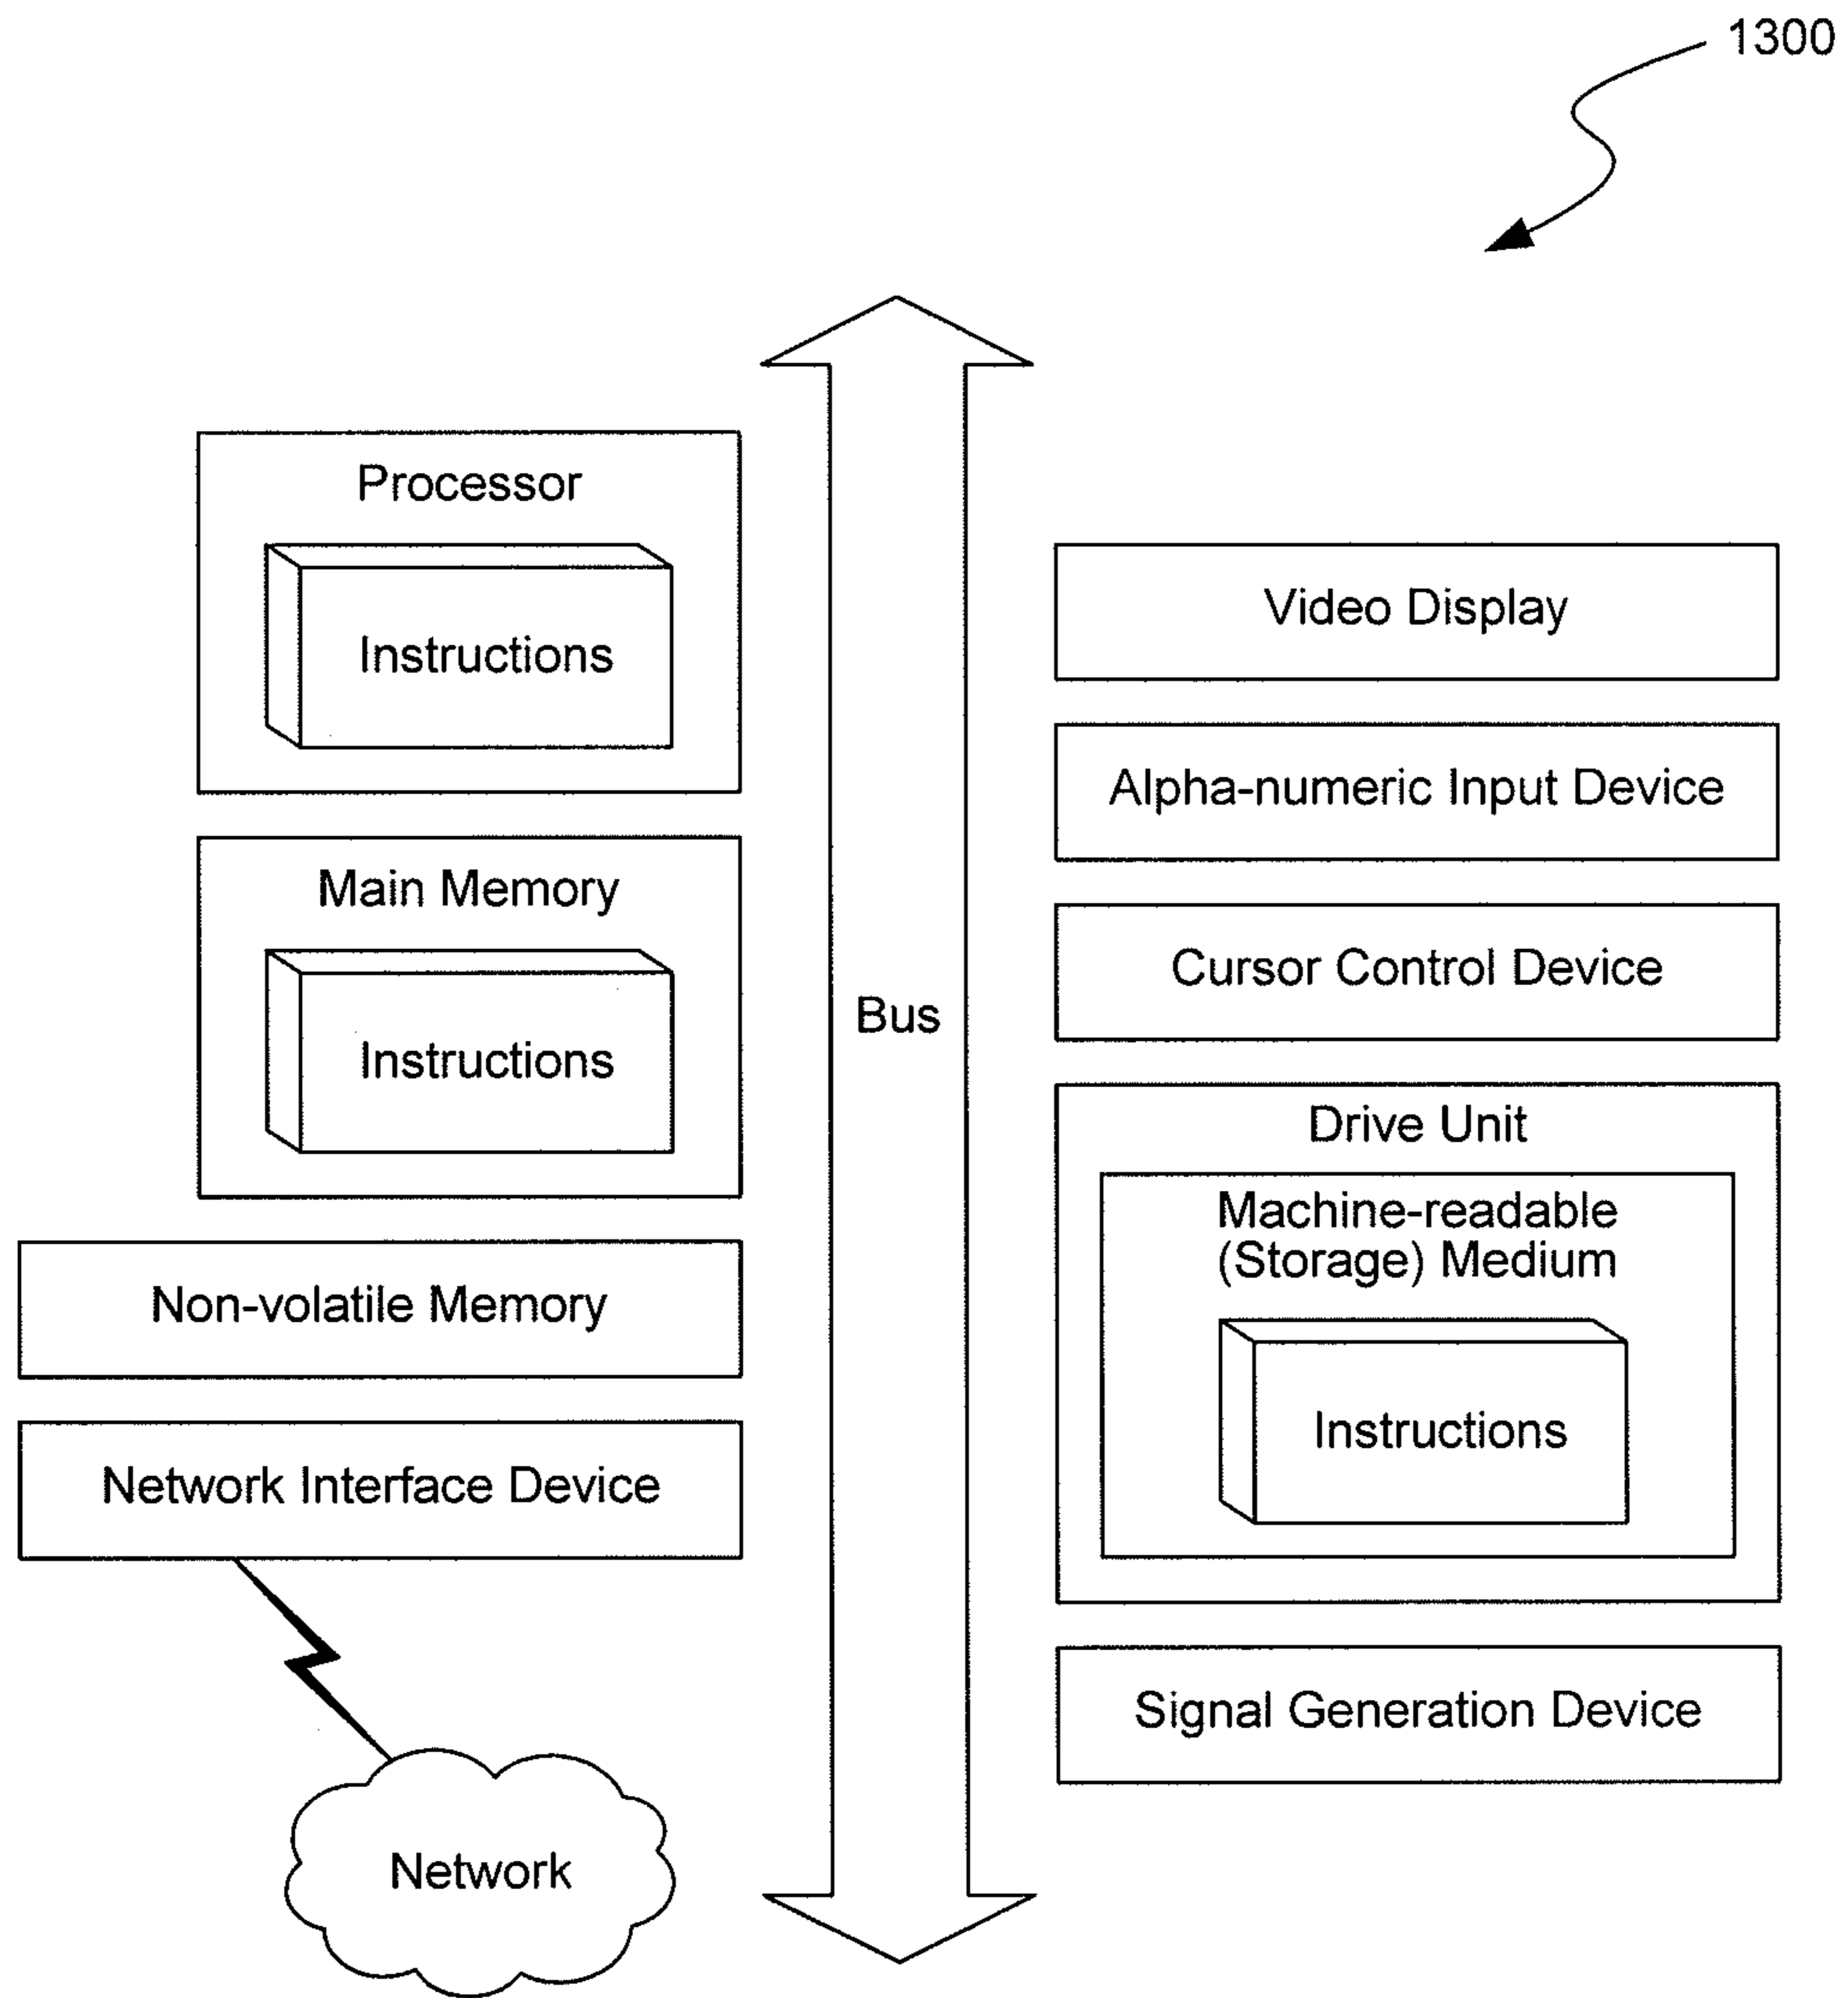 1300
Processor
Instructions
Main Memory
Instructions
Non-volatile Memory
Network Interface Device
Network
Bus
Video Display
Alpha-numeric Input Device
Cursor Control Device
Drive Unit
Machine-readable
(Storage) Medium
Instructions
Signal Generation Device